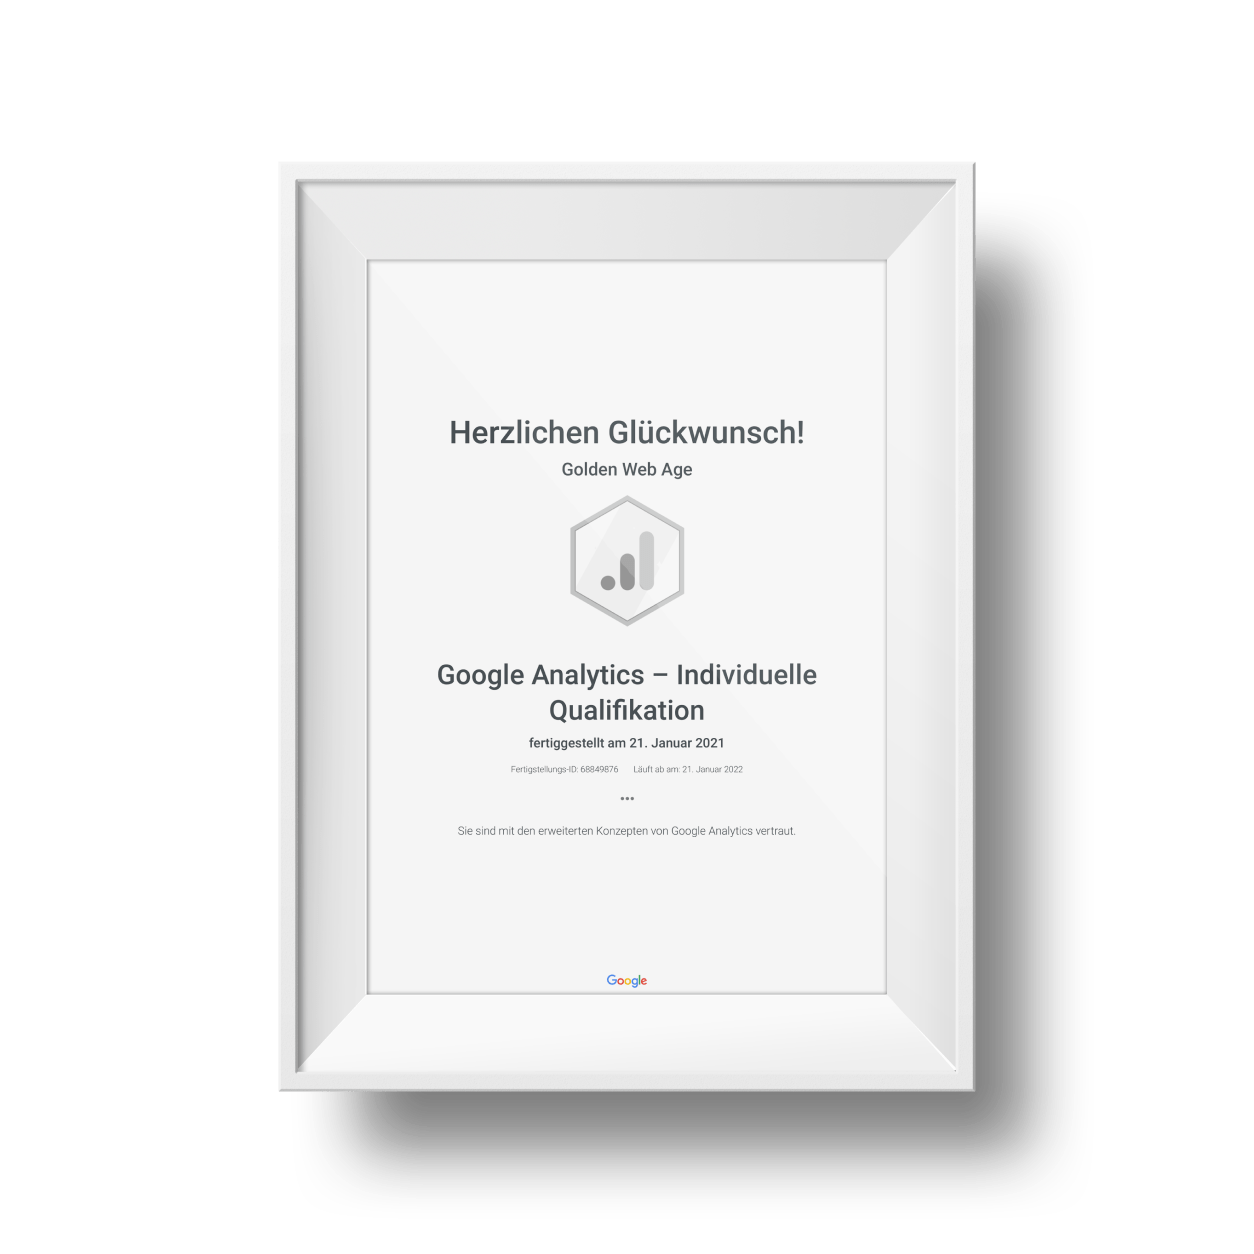 Herzlichen Glückwunsch!
Golden Web Age
Google Analytics – Individuelle
Qualifikation
fertiggestellt am 21. Januar 2021
Fertigstellungs-ID: 68849876 Läuft ab am: 21. Januar 2022
•••
Sie sind mit den erweiterten Konzepten von Google Analytics vertraut.
Google